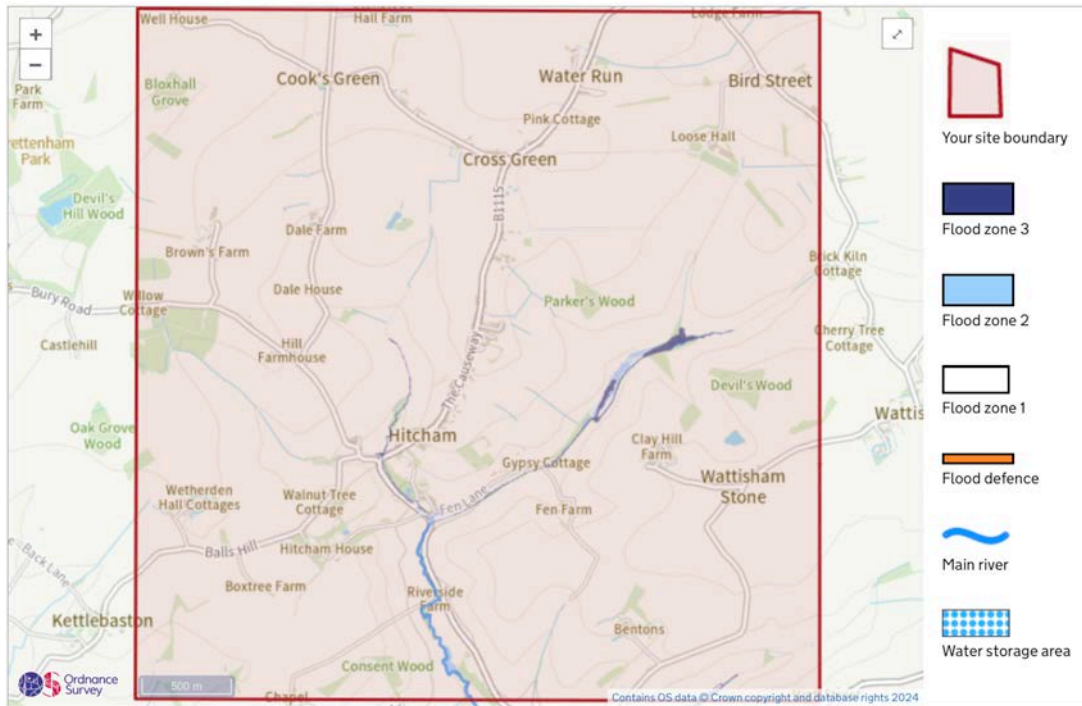 Well House
Hall Farm
Lodge Farm
+
−
Cook's Green
Water Run
Bird Street
Park
Farm
Bloxhall
Grove
Pink Cottage
Loose Hall
Cross Green
rettenham
Park
B1115
Devil's
Hill Wood
Dale Farm
Brown's Farm
Brick Kiln
Cottage
Bury Road
Willow
Cottage
Dale House
Parker's Wood
Castlehill
Hill
Farmhouse
Cherry Tree
Cottage
The Causeway
Devil's Wood
Wattis
Oak Grove
Wood
Hitcham
Clay Hill
Farm
Gypsy Cottage
Wattisham
Stone
Wetherden
Hall Cottages
Walnut Tree
Cottage
Fen Lane
Fen Farm
Back Lane
Balls Hill
Hitcham House
Boxtree Farm
Riverside
Farm
Kettlebaston
Bentons
Consent Wood
Chapel
Ordnance
Survey
500 m
Contains OS data © Crown copyright and database rights 2024
Your site boundary
Flood zone 3
Flood zone 2
Flood zone 1
Flood defence
Main river
Water storage area